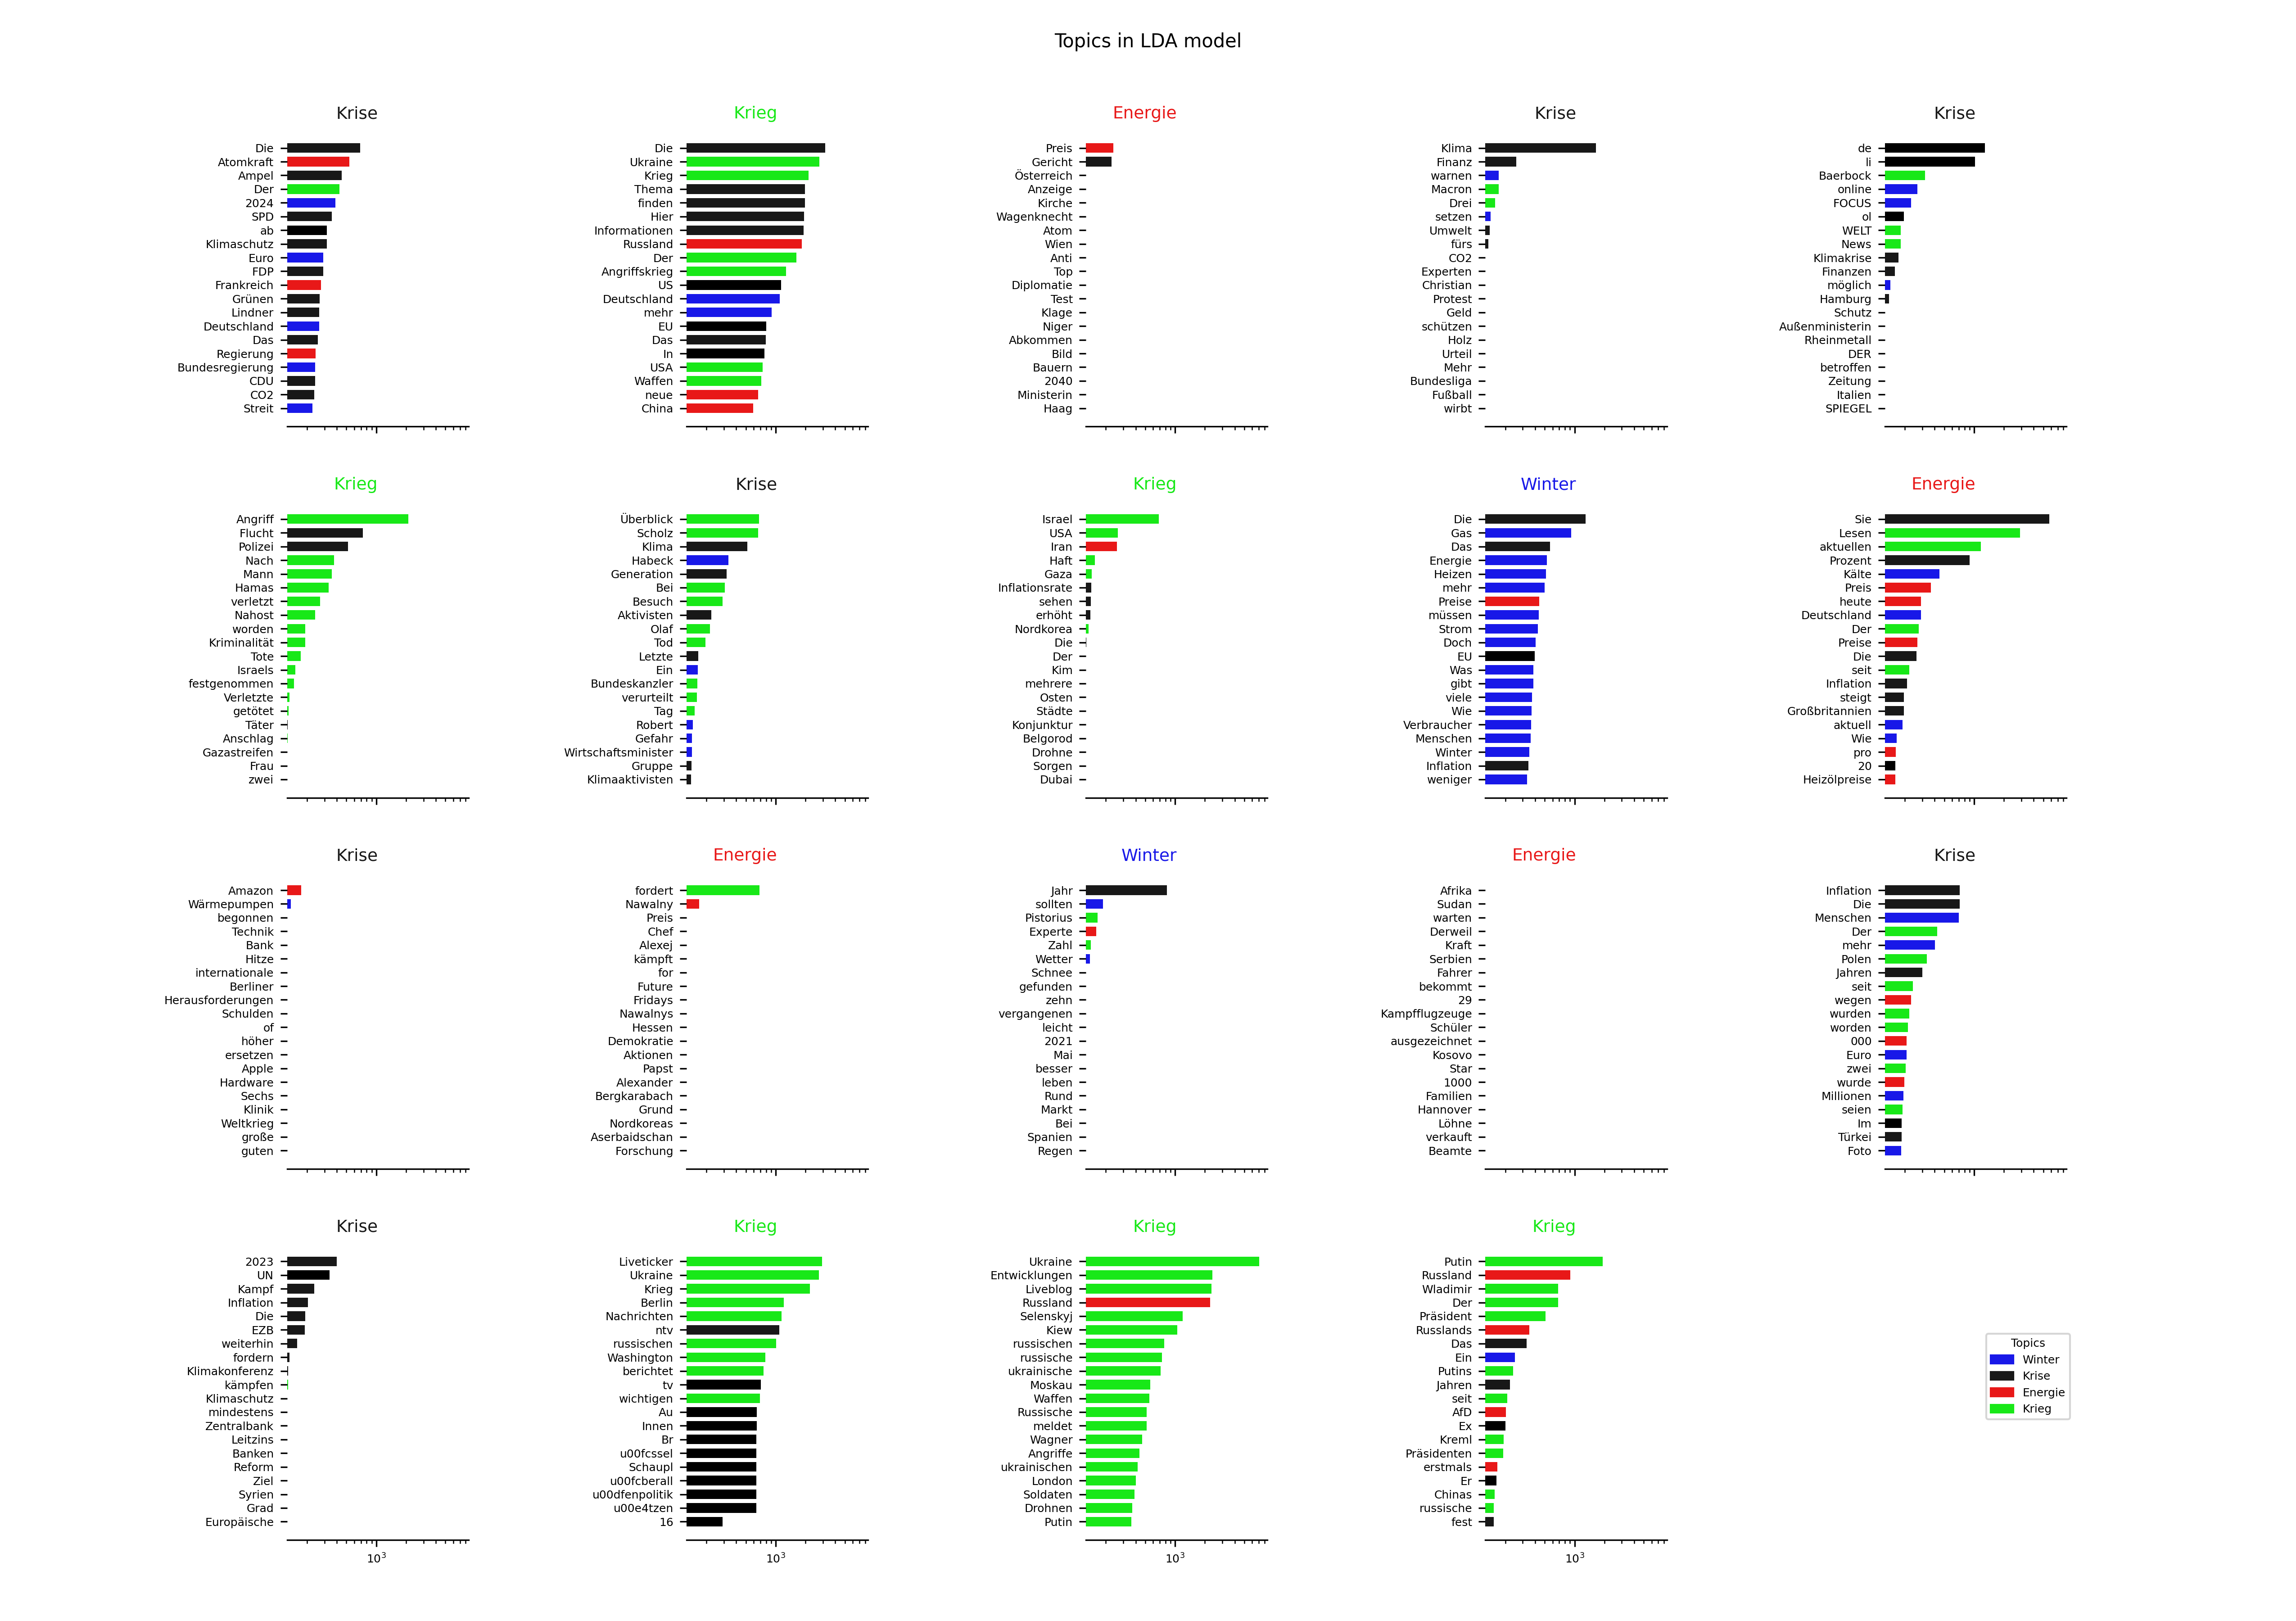 Topics in LDA model
Krise
Die
Atomkraft
Ampel
Der
2024
SPD
ab
Klimaschutz
Euro
FDP
Frankreich
Grünen
Lindner
Deutschland
Das
Regierung
Bundesregierung
CDU
CO2
Streit
Krieg
Die
Ukraine
Krieg
Thema
finden
Hier
Informationen
Russland
Der
Angriffskrieg
US
Deutschland
mehr
EU
Das
In
USA
Waffen
neue
China
Energie
Preis
Gericht
Österreich
Anzeige
Kirche
Wagenknecht
Atom
Wien
Anti
Top
Diplomatie
Test
Klage
Niger
Abkommen
Bild
Bauern
2040
Ministerin
Haag
Krise
Klima
Finanz
warnen
Macron
Drei
setzen
Umwelt
fürs
CO2
Experten
Christian
Protest
Geld
schützen
Holz
Urteil
Mehr
Bundesliga
Fußball
wirbt
Krise
de
li
Baerbock
online
FOCUS
ol
WELT
News
Klimakrise
Finanzen
möglich
Hamburg
Schutz
Außenministerin
Rheinmetall
DER
betroffen
Zeitung
Italien
SPIEGEL
Krieg
Angriff
Flucht
Polizei
Nach
Mann
Hamas
verletzt
Nahost
worden
Kriminalität
Tote
Israels
festgenommen
Verletzte
getötet
Täter
Anschlag
Gazastreifen
Frau
zwei
Krise
Überblick
Scholz
Klima
Habeck
Generation
Bei
Besuch
Aktivisten
Olaf
Tod
Letzte
Ein
Bundeskanzler
verurteilt
Tag
Robert
Gefahr
Wirtschaftsminister
Gruppe
Klimaaktivisten
Krieg
Israel
USA
Iran
Haft
Gaza
Inflationsrate
sehen
erhöht
Nordkorea
Die
Der
Kim
mehrere
Osten
Städte
Konjunktur
Belgorod
Drohne
Sorgen
Dubai
Winter
Die
Gas
Das
Energie
Heizen
mehr
Preise
müssen
Strom
Doch
EU
Was
gibt
viele
Wie
Verbraucher
Menschen
Winter
Inflation
weniger
Energie
Sie
Lesen
aktuellen
Prozent
Kälte
Preis
heute
Deutschland
Der
Preise
Die
seit
Inflation
steigt
Großbritannien
aktuell
Wie
pro
20
Heizölpreise
Krise
Amazon
Wärmepumpen
begonnen
Technik
Bank
Hitze
internationale
Berliner
Herausforderungen
Schulden
of
höher
ersetzen
Apple
Hardware
Sechs
Klinik
Weltkrieg
große
guten
Energie
fordert
Nawalny
Preis
Chef
Alexej
kämpft
for
Future
Fridays
Nawalnys
Hessen
Demokratie
Aktionen
Papst
Alexander
Bergkarabach
Grund
Nordkoreas
Aserbaidschan
Forschung
Winter
Jahr
sollten
Pistorius
Experte
Zahl
Wetter
Schnee
gefunden
zehn
vergangenen
leicht
2021
Mai
besser
leben
Rund
Markt
Bei
Spanien
Regen
Energie
Afrika
Sudan
warten
Derweil
Kraft
Serbien
Fahrer
bekommt
29
Kampfflugzeuge
Schüler
ausgezeichnet
Kosovo
Star
1000
Familien
Hannover
Löhne
verkauft
Beamte
Krise
Inflation
Die
Menschen
Der
mehr
Polen
Jahren
seit
wegen
wurden
worden
000
Euro
zwei
wurde
Millionen
seien
Im
Türkei
Foto
Krise
2023
UN
Kampf
Inflation
Die
EZB
weiterhin
fordern
Klimakonferenz
kämpfen
Klimaschutz
mindestens
Zentralbank
Leitzins
Banken
Reform
Ziel
Syrien
Grad
Europäische
10³
Krieg
Liveticker
Ukraine
Krieg
Berlin
Nachrichten
ntv
russischen
Washington
berichtet
tv
wichtigen
Au
Innen
Br
u00fcssel
Schaupl
u00fcberall
u00dfenpolitik
u00e4tzen
16
10³
Krieg
Ukraine
Entwicklungen
Liveblog
Russland
Selenskyj
Kiew
russischen
russische
ukrainische
Moskau
Waffen
Russische
meldet
Wagner
Angriffe
ukrainischen
London
Soldaten
Drohnen
Putin
10³
Krieg
Putin
Russland
Wladimir
Der
Präsident
Russlands
Das
Ein
Putins
Jahren
seit
AfD
Ex
Kreml
Präsidenten
erstmals
Er
Chinas
russische
fest
10³
Topics
Winter
Krise
Energie
Krieg